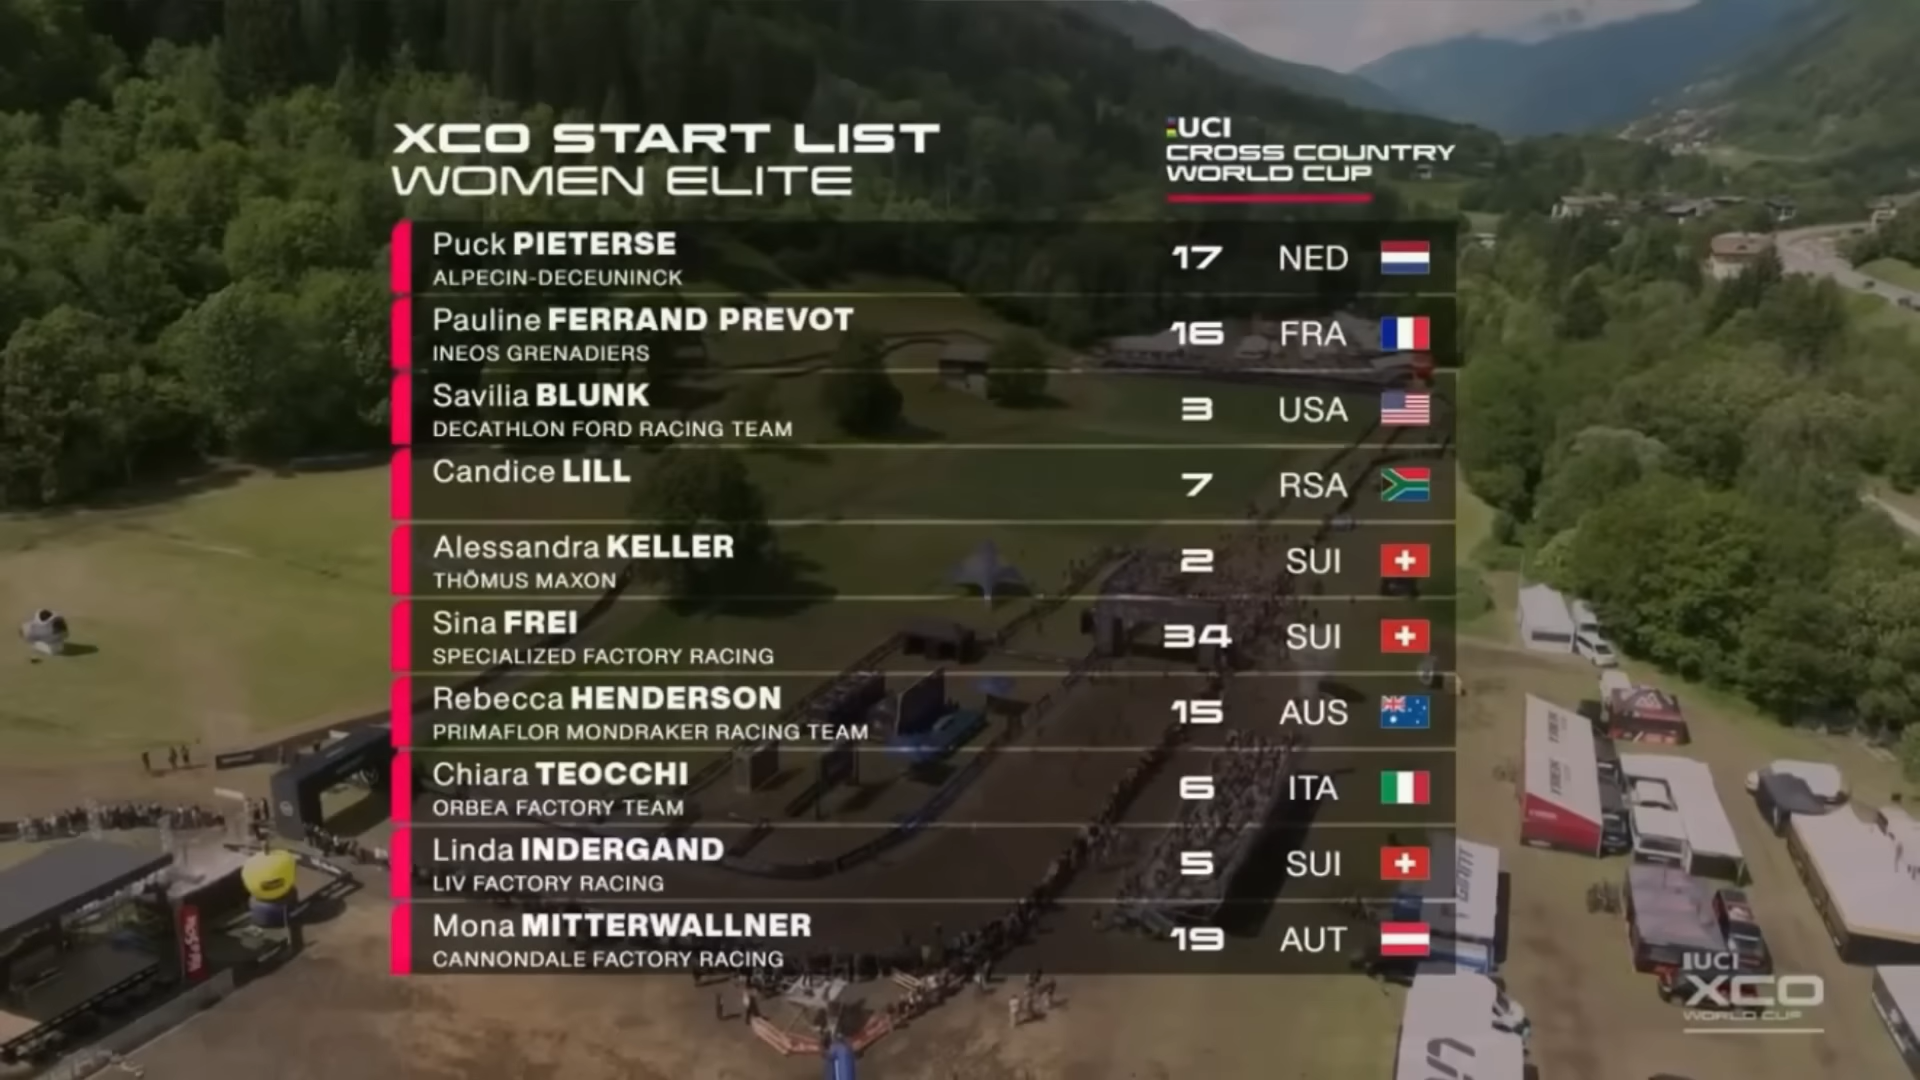 XCO START LIST
WOMEN ELITE
UCI
CROSS COUNTRY
WORLD CUP
Puck PIETERSE
ALPECIN-DECEUNINCK
17 NED
Pauline FERRAND PREVOT
INEOS GRENADIERS
16 FRA
Savilia BLUNK
DECATHLON FORD RACING TEAM
3 USA
Candice LILL
7 RSA
Alessandra KELLER
THÖMUS MAXON
2 SUI
Sina FREI
SPECIALIZED FACTORY RACING
34 SUI
Rebecca HENDERSON
PRIMAFLOR MONDRAKER RACING TEAM
15 AUS
Chiara TEOCCHI
ORBEA FACTORY TEAM
6 ITA
Linda INDERGAND
LIV FACTORY RACING
5 SUI
Mona MITTERWALLNER
CANNONDALE FACTORY RACING
19 AUT
UCI
XCO
WORLD CUP